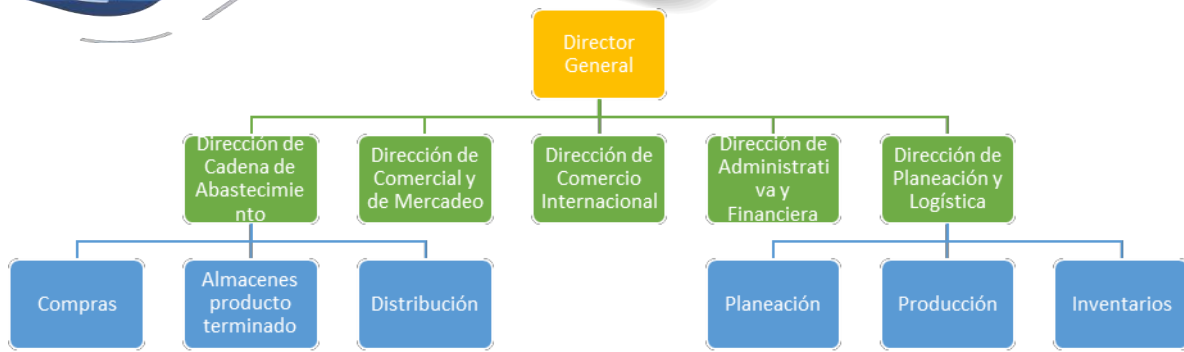 Director
General
Dirección de
Cadena de
Abastecimie
nto
Dirección de
Comercial y
de Mercadeo
Dirección de
Comercio
Internacional
Dirección de
Administrati
va y
Financiera
Dirección de
Planeación y
Logística
Compras
Almacenes
producto
terminado
Distribución
Planeación
Producción
Inventarios